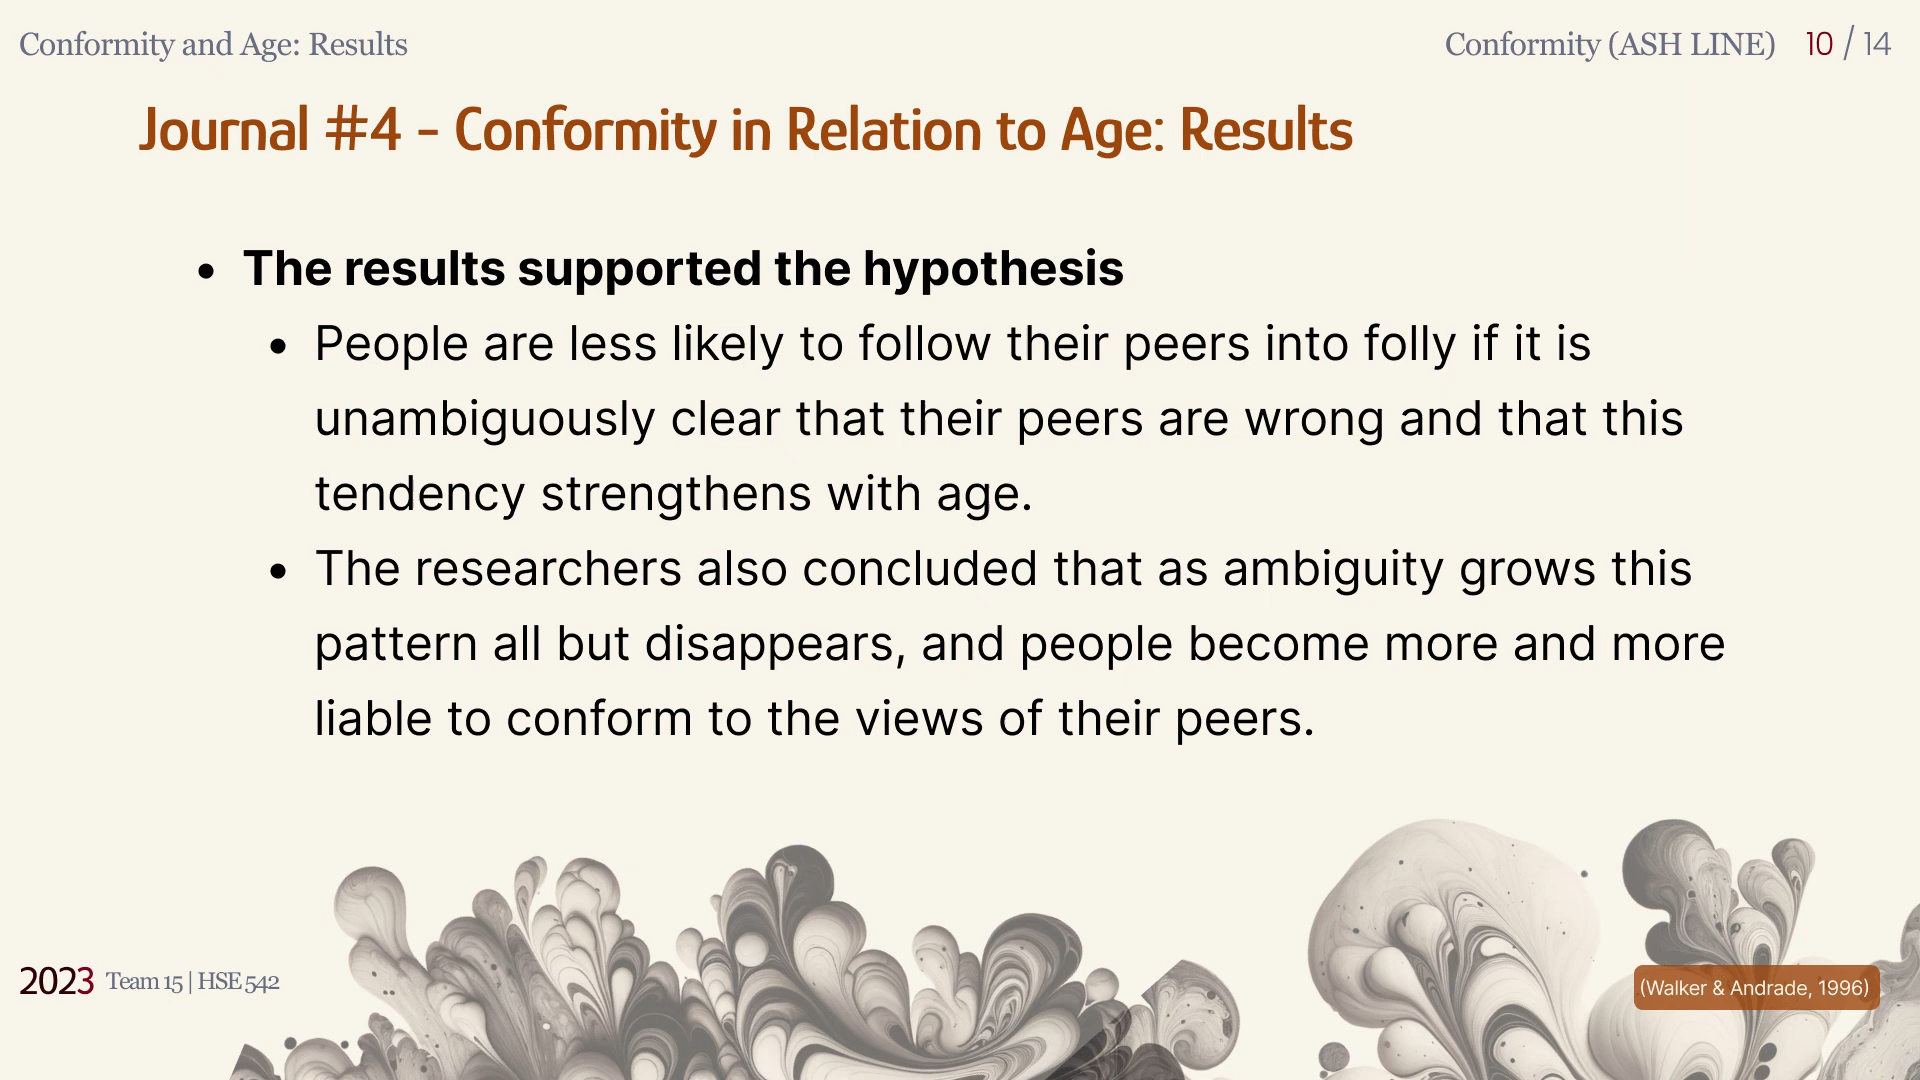 Conformity and Age: Results
Conformity (ASH LINE) 10 / 14
Journal #4 - Conformity in Relation to Age: Results
• The results supported the hypothesis
• People are less likely to follow their peers into folly if it is
unambiguously clear that their peers are wrong and that this
tendency strengthens with age.
• The researchers also concluded that as ambiguity grows this
pattern all but disappears, and people become more and more
liable to conform to the views of their peers.
2023 Team 15 | HSE 542
(Walker & Andrade, 1996)